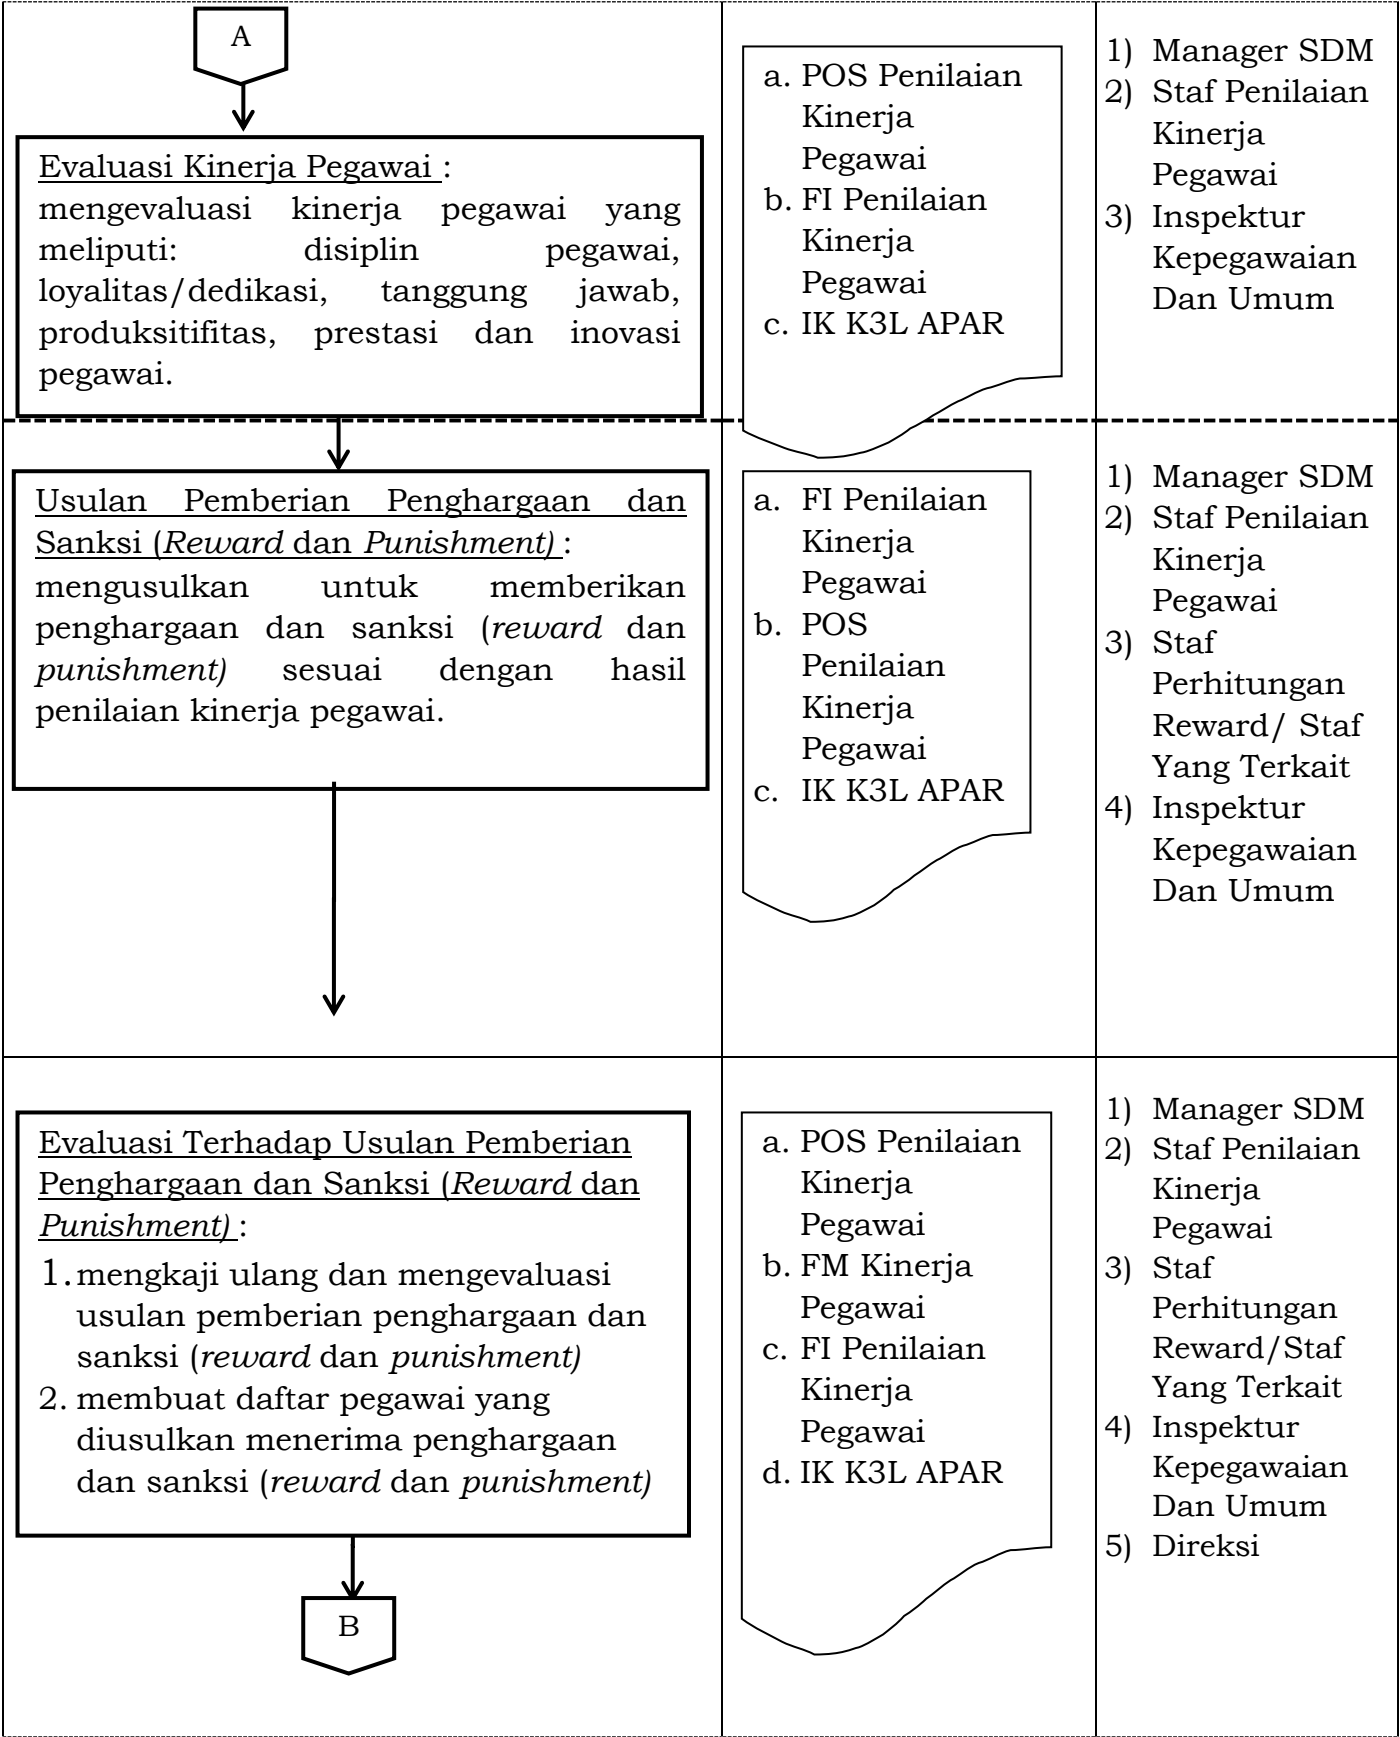 A
Evaluasi Kinerja Pegawai :
mengevaluasi kinerja pegawai yang
meliputi: disiplin pegawai,
loyalitas/dedikasi, tanggung jawab,
produksitifitas, prestasi dan inovasi
pegawai.
a. POS Penilaian
Kinerja
Pegawai
b. FI Penilaian
Kinerja
Pegawai
c. IK K3L APAR
1) Manager SDM
2) Staf Penilaian
Kinerja
Pegawai
3) Inspektur
Kepegawaian
Dan Umum
Usulan Pemberian Penghargaan dan
Sanksi (Reward dan Punishment) :
mengusulkan untuk memberikan
penghargaan dan sanksi (reward dan
punishment) sesuai dengan hasil
penilaian kinerja pegawai.
a. FI Penilaian
Kinerja
Pegawai
b. POS
Penilaian
Kinerja
Pegawai
c. IK K3L APAR
1) Manager SDM
2) Staf Penilaian
Kinerja
Pegawai
3) Staf
Perhitungan
Reward/ Staf
Yang Terkait
4) Inspektur
Kepegawaian
Dan Umum
Evaluasi Terhadap Usulan Pemberian
Penghargaan dan Sanksi (Reward dan
Punishment) :
1. mengkaji ulang dan mengevaluasi
usulan pemberian penghargaan dan
sanksi (reward dan punishment)
2. membuat daftar pegawai yang
diusulkan menerima penghargaan
dan sanksi (reward dan punishment)
B
a. POS Penilaian
Kinerja
Pegawai
b. FM Kinerja
Pegawai
c. FI Penilaian
Kinerja
Pegawai
d. IK K3L APAR
1) Manager SDM
2) Staf Penilaian
Kinerja
Pegawai
3) Staf
Perhitungan
Reward/Staf
Yang Terkait
4) Inspektur
Kepegawaian
Dan Umum
5) Direksi